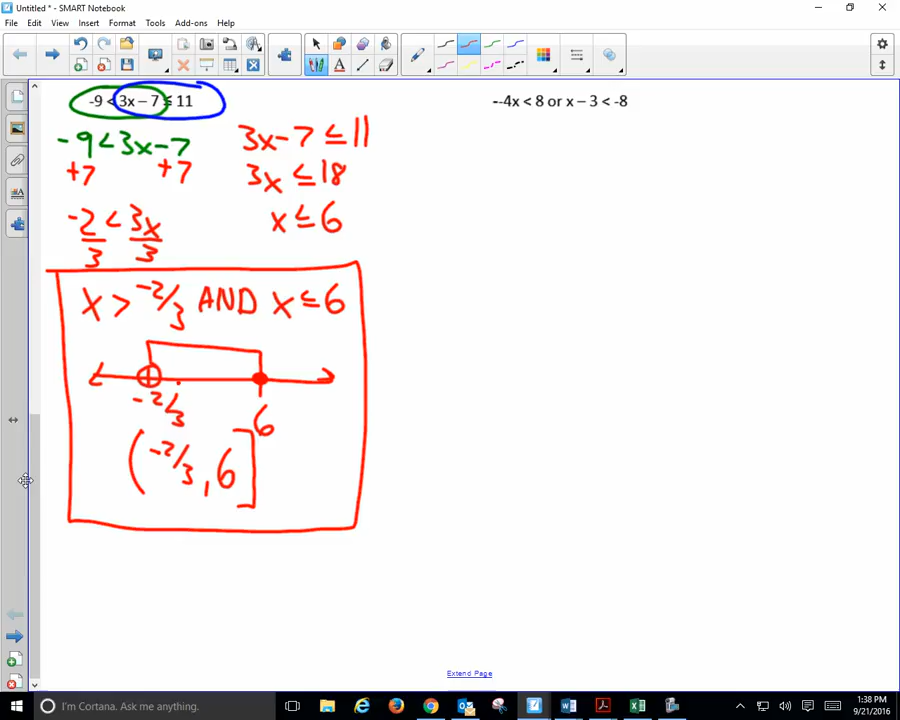 Untitled * - SMART Notebook
File Edit View Insert Format Tools Add-ons Help
-9 < 3x – 7 ≤ 11
--4x < 8 or x – 3 < -8
-9 < 3x - 7
+7 +7
-2 < 3x
3 3
3x - 7 ≤ 11
3x ≤ 18
x ≤ 6
x > -2/3 AND x ≤ 6
-2/3
6
(-2/3, 6]
Extend Page
I'm Cortana. Ask me anything.
1:38 PM
9/21/2016